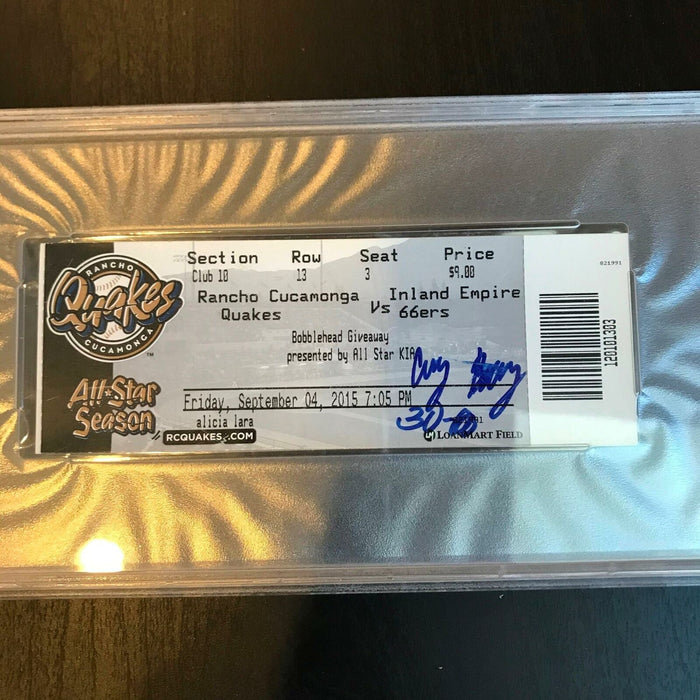 RANCHO
Quakes
CUCAMONGA
TM
All-Star
Season
Section Row Seat Price
Club 10 13 3 $9.00
Rancho Cucamonga Quakes Vs Inland Empire 66ers
Bobblehead Giveaway
presented by All Star KIA
Friday, September 04, 2015 7:05 PM
alicia lara
RCQUAKES.COM
LOANMART FIELD
021991
120101303